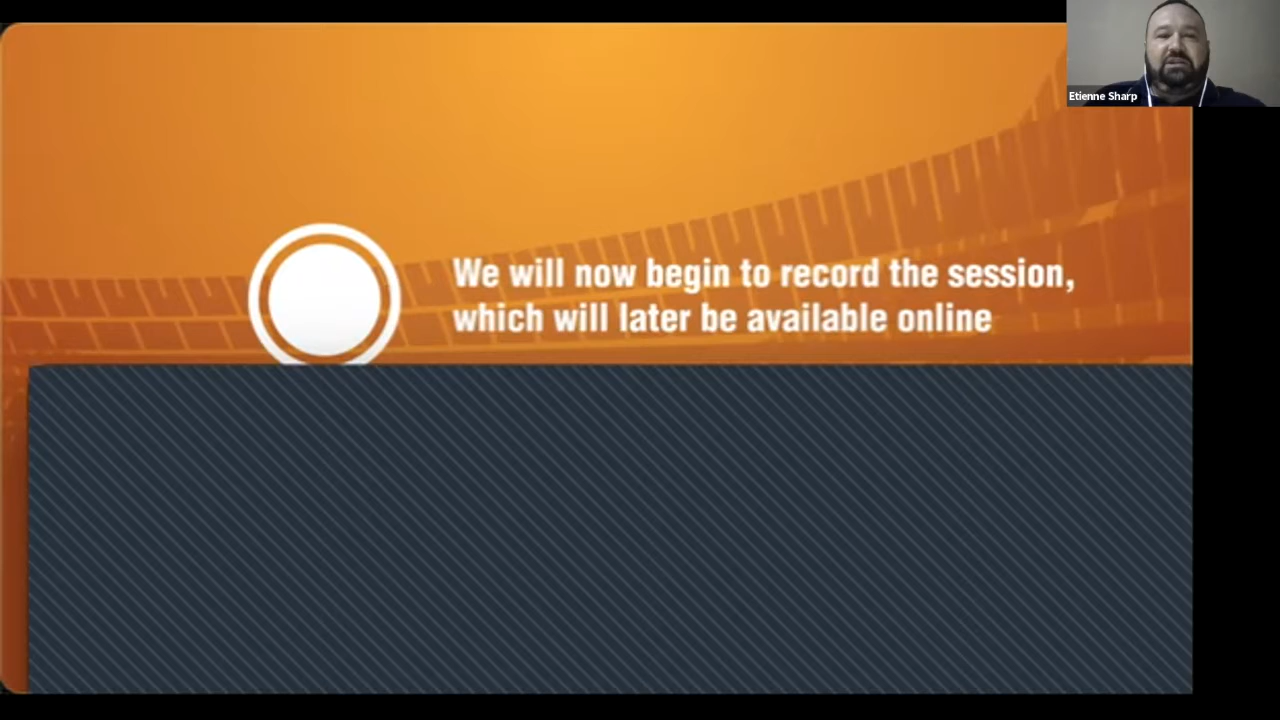 Etienne Sharp
We will now begin to record the session,
which will later be available online